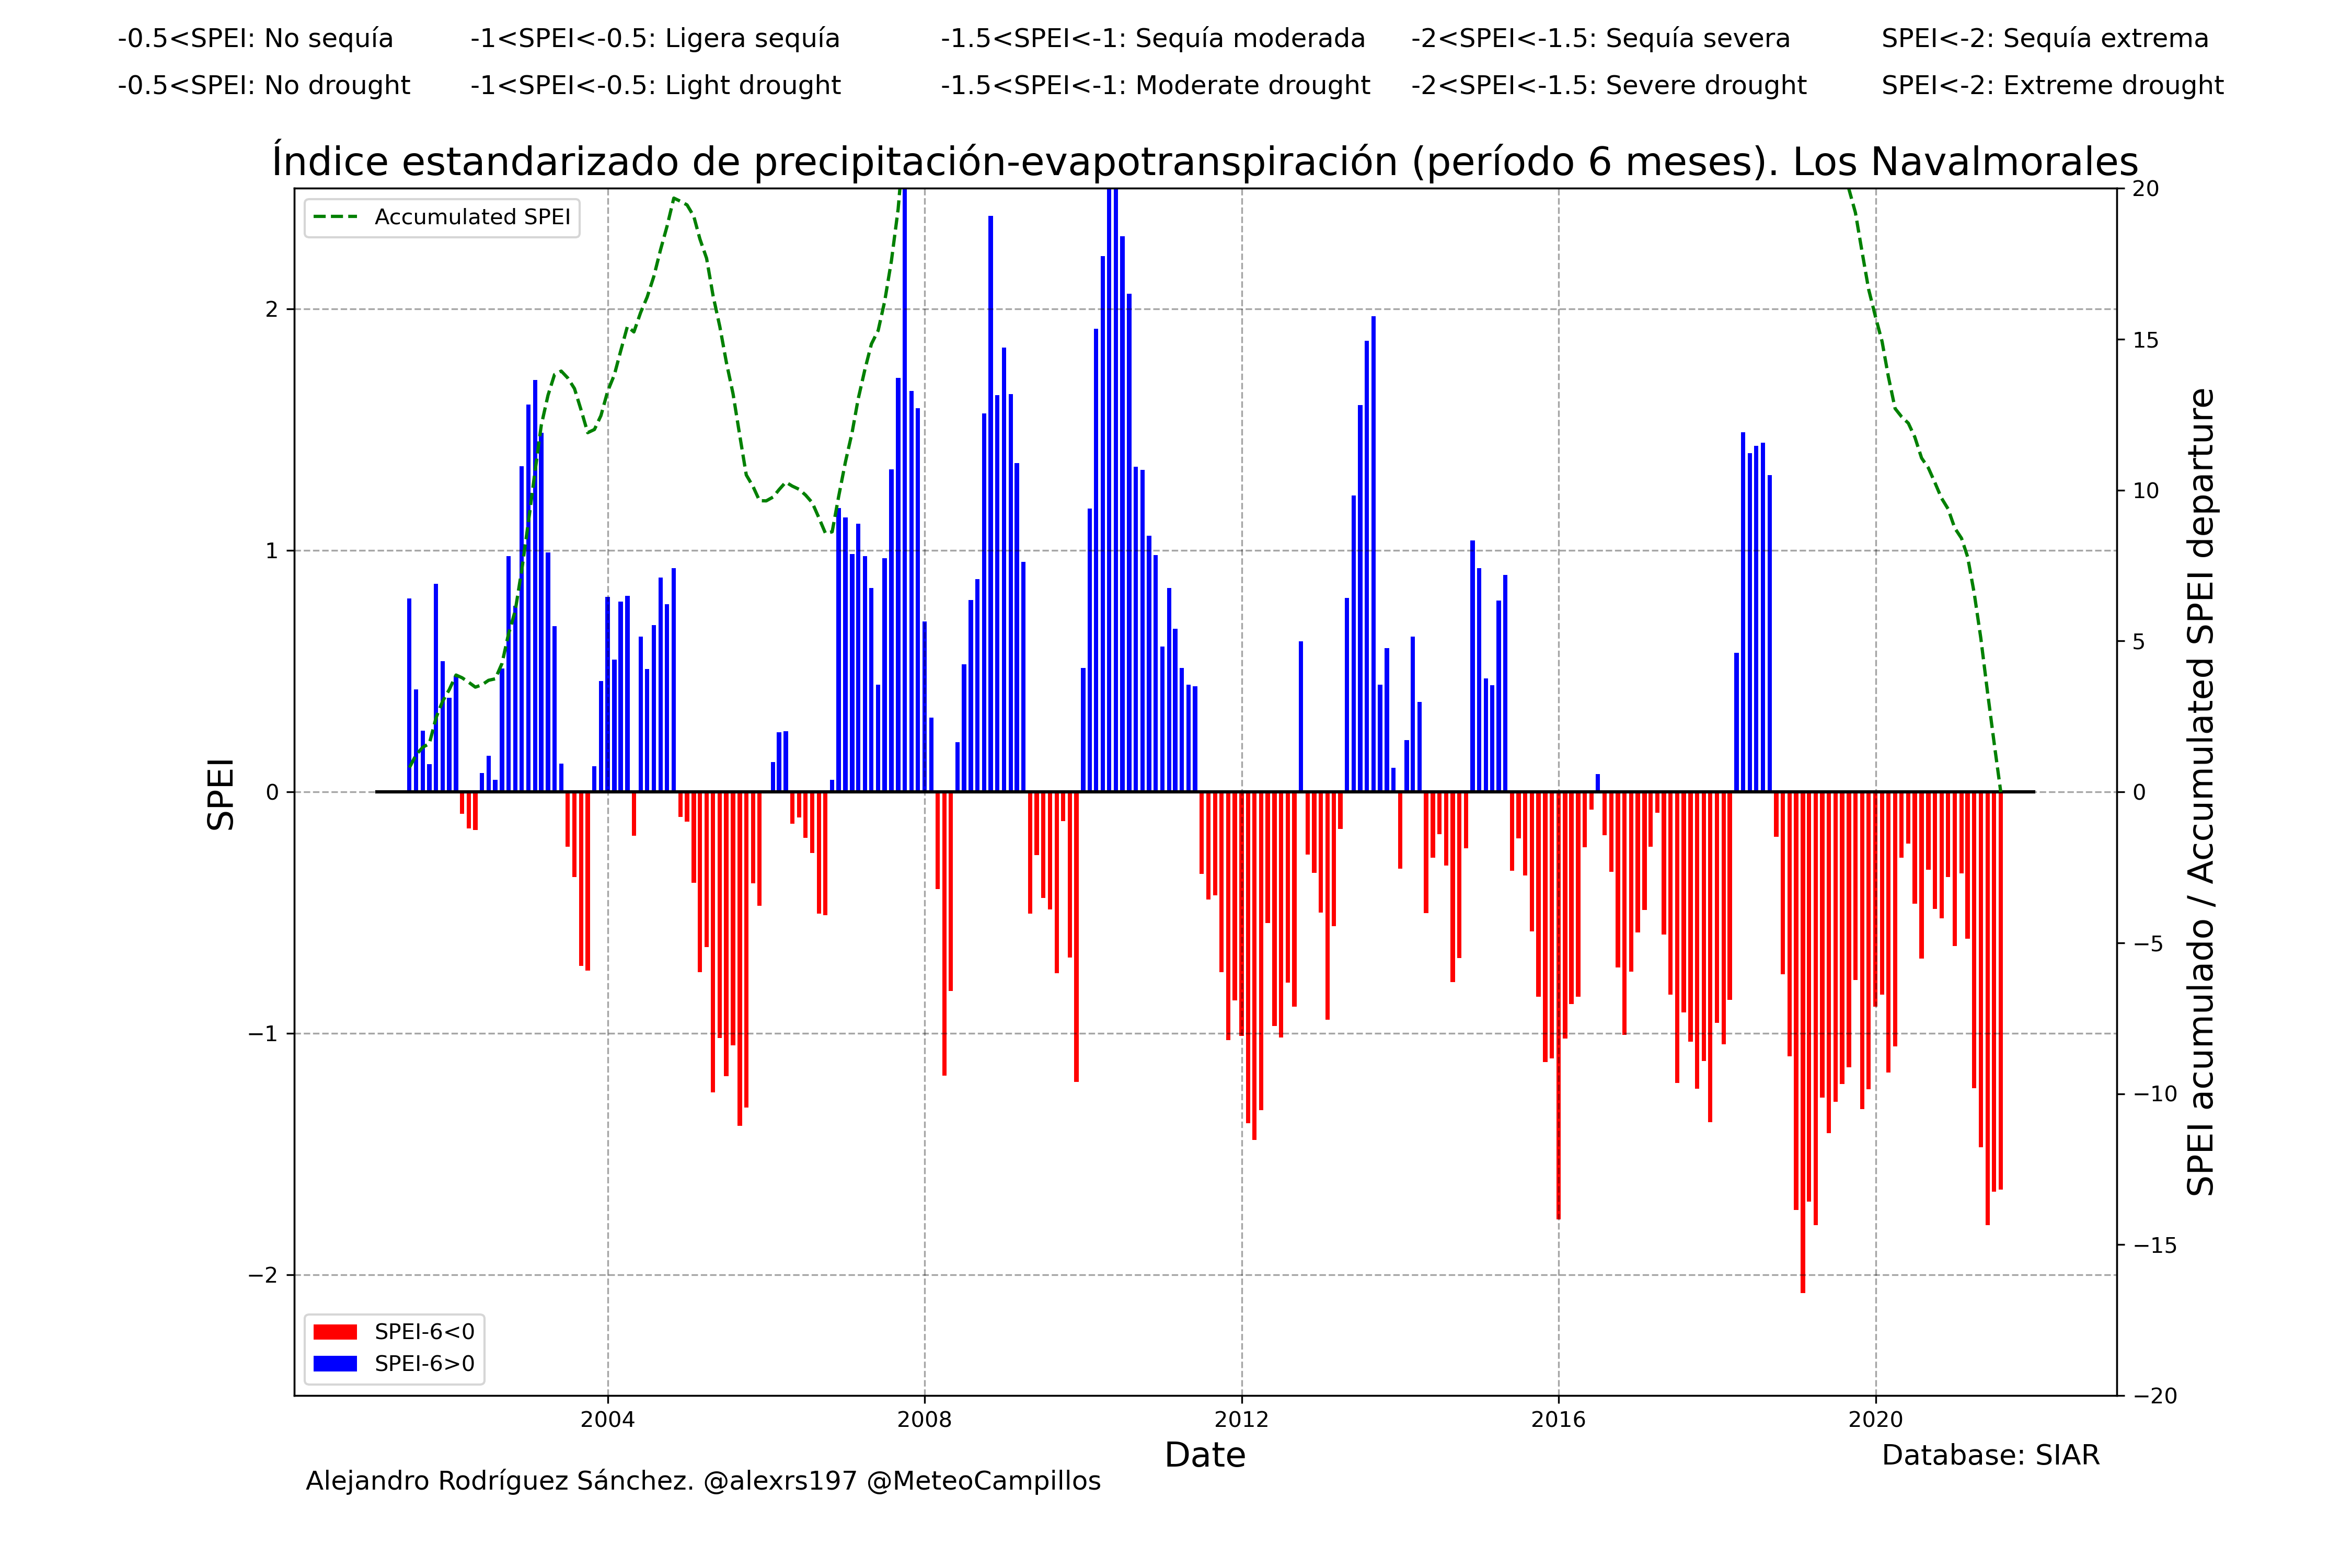 -0.5<SPEI: No sequía -1<SPEI<-0.5: Ligera sequía -1.5<SPEI<-1: Sequía moderada -2<SPEI<-1.5: Sequía severa SPEI<-2: Sequía extrema
-0.5<SPEI: No drought -1<SPEI<-0.5: Light drought -1.5<SPEI<-1: Moderate drought -2<SPEI<-1.5: Severe drought SPEI<-2: Extreme drought
Índice estandarizado de precipitación-evapotranspiración (período 6 meses). Los Navalmorales
Accumulated SPEI
SPEI
2
1
0
−1
−2
20
15
10
5
0
−5
−10
−15
−20
SPEI acumulado / Accumulated SPEI departure
SPEI-6<0
SPEI-6>0
2004 2008 2012 2016 2020
Date
Database: SIAR
Alejandro Rodríguez Sánchez. @alexrs197 @MeteoCampillos